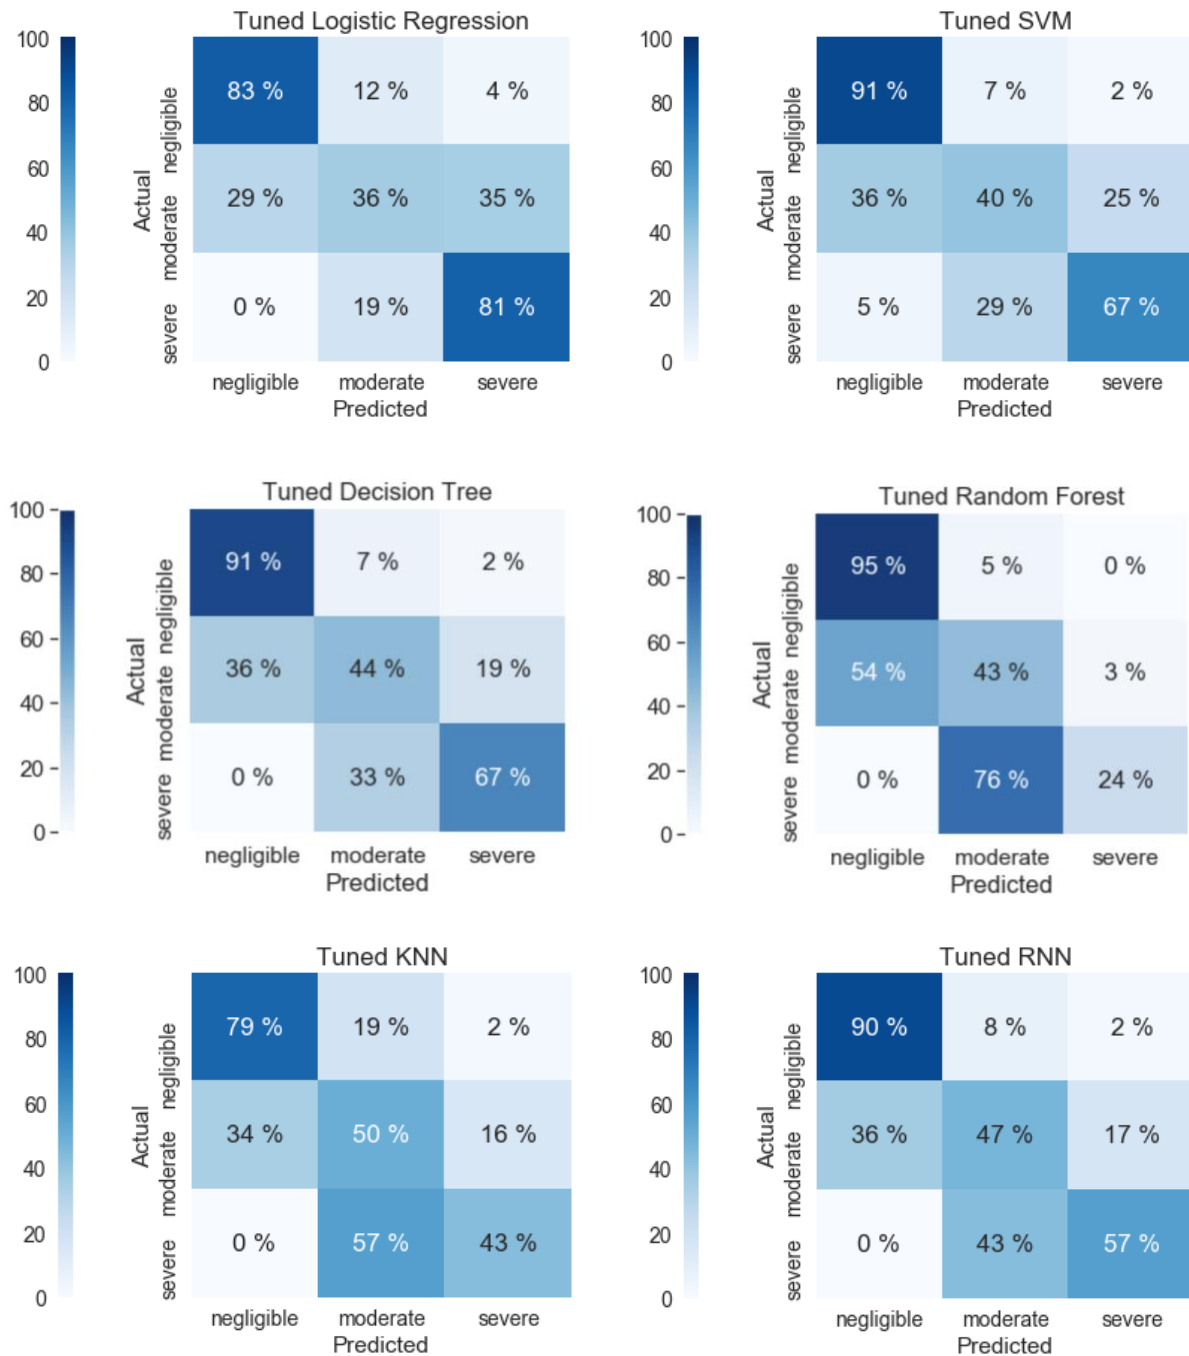 Tuned Logistic Regression
100
80
60
40
20
0
Actual
negligible
moderate
severe
83 % 12 % 4 %
29 % 36 % 35 %
0 % 19 % 81 %
negligible moderate severe
Predicted
Tuned SVM
100
80
60
40
20
0
Actual
negligible
moderate
severe
91 % 7 % 2 %
36 % 40 % 25 %
5 % 29 % 67 %
negligible moderate severe
Predicted
Tuned Decision Tree
100
80
60
40
20
0
Actual
negligible
moderate
severe
91 % 7 % 2 %
36 % 44 % 19 %
0 % 33 % 67 %
negligible moderate severe
Predicted
Tuned Random Forest
100
80
60
40
20
0
Actual
negligible
moderate
severe
95 % 5 % 0 %
54 % 43 % 3 %
0 % 76 % 24 %
negligible moderate severe
Predicted
Tuned KNN
100
80
60
40
20
0
Actual
negligible
moderate
severe
79 % 19 % 2 %
34 % 50 % 16 %
0 % 57 % 43 %
negligible moderate severe
Predicted
Tuned RNN
100
80
60
40
20
0
Actual
negligible
moderate
severe
90 % 8 % 2 %
36 % 47 % 17 %
0 % 43 % 57 %
negligible moderate severe
Predicted